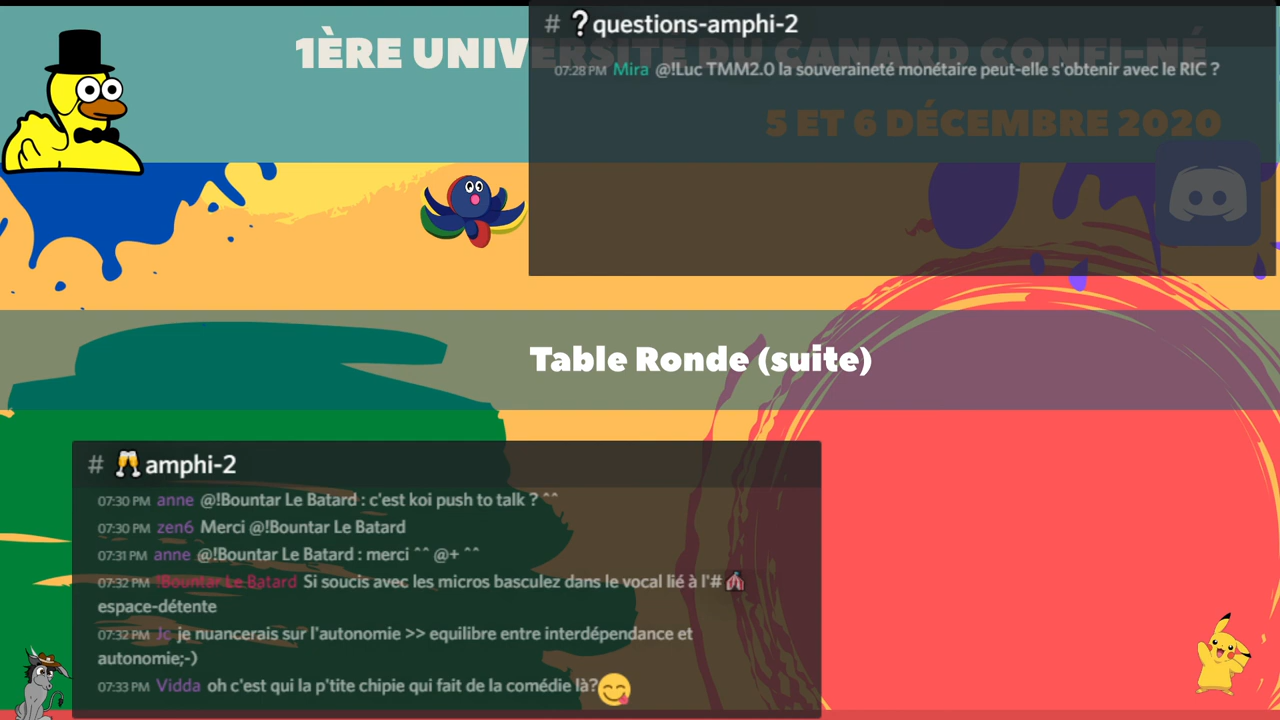 1ÈRE UNIVERSITÉ DU CANARD CONFI-NÉ
5 ET 6 DÉCEMBRE 2020
# ❓questions-amphi-2
07:28 PM Mira @!Luc TMM2.0 la souveraineté monétaire peut-elle s'obtenir avec le RIC ?
Table Ronde (suite)
# 🥂amphi-2
07:30 PM anne @!Bountar Le Batard : c'est koi push to talk ? ^^
07:30 PM zen6 Merci @!Bountar Le Batard
07:31 PM anne @!Bountar Le Batard : merci ^^ @+ ^^
07:32 PM !Bountar Le Batard Si soucis avec les micros basculez dans le vocal lié à l'# 🎪
espace-détente
07:32 PM Jc je nuancerais sur l'autonomie >> equilibre entre interdépendance et
autonomie;-)
07:33 PM Vidda oh c'est qui la p'tite chipie qui fait de la comédie là?😋